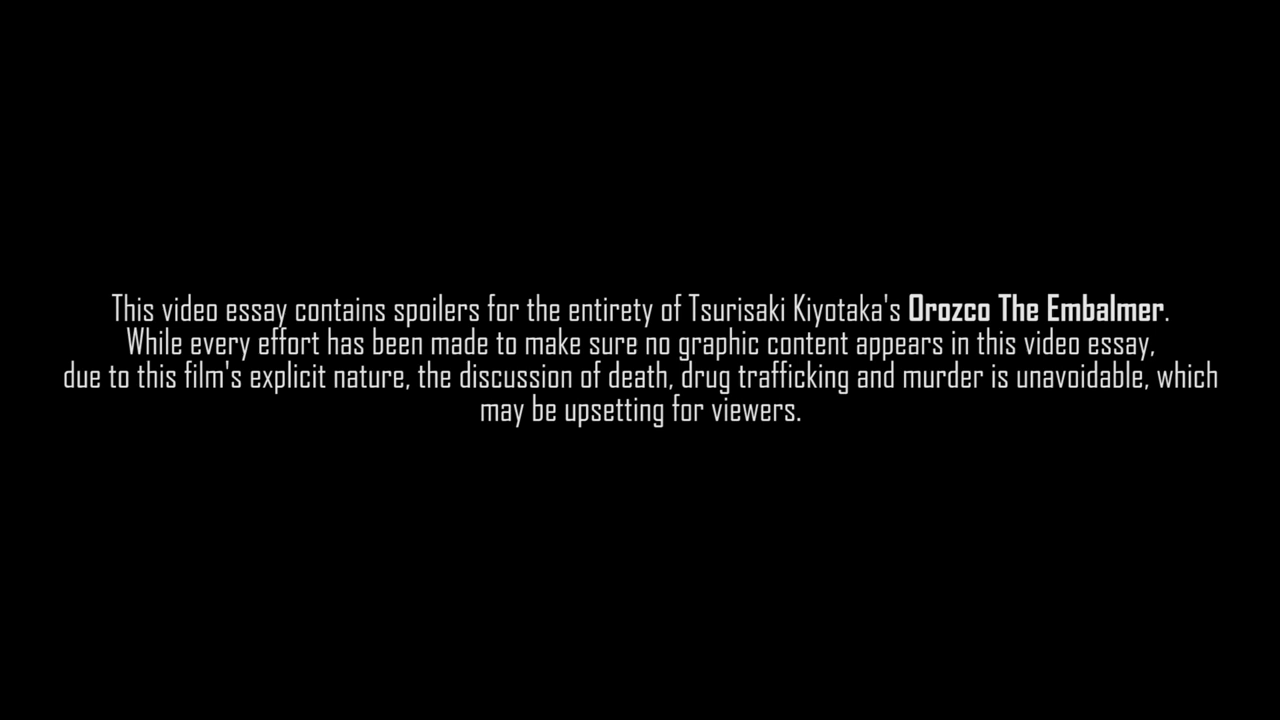 This video essay contains spoilers for the entirety of Tsurisaki Kiyotaka's Orozco The Embalmer.
While every effort has been made to make sure no graphic content appears in this video essay,
due to this film's explicit nature, the discussion of death, drug trafficking and murder is unavoidable, which
may be upsetting for viewers.